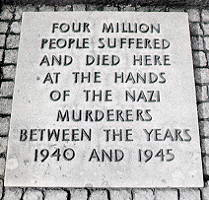 FOUR MILLION
PEOPLE SUFFERED
AND DIED HERE
AT THE HANDS
OF THE NAZI
MURDERERS
BETWEEN THE YEARS
1940 AND 1945